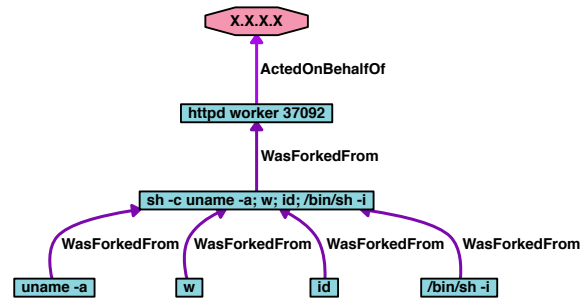 X.X.X.X
ActedOnBehalfOf
httpd worker 37092
WasForkedFrom
sh -c uname -a; w; id; /bin/sh -i
WasForkedFrom WasForkedFrom WasForkedFrom WasForkedFrom
uname -a w id /bin/sh -i